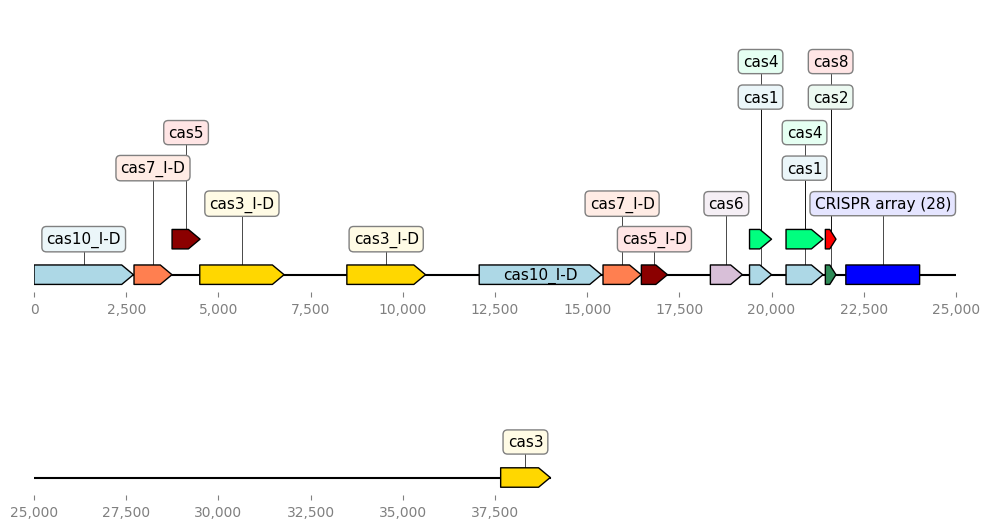 cas4 cas8
cas1 cas2
cas5 cas4
cas7_I-D cas1
cas3_I-D cas7_I-D cas6 CRISPR array (28)
cas10_I-D cas3_I-D cas5_I-D
cas10_I-D
0 2,500 5,000 7,500 10,000 12,500 15,000 17,500 20,000 22,500 25,000
cas3
25,000 27,500 30,000 32,500 35,000 37,500